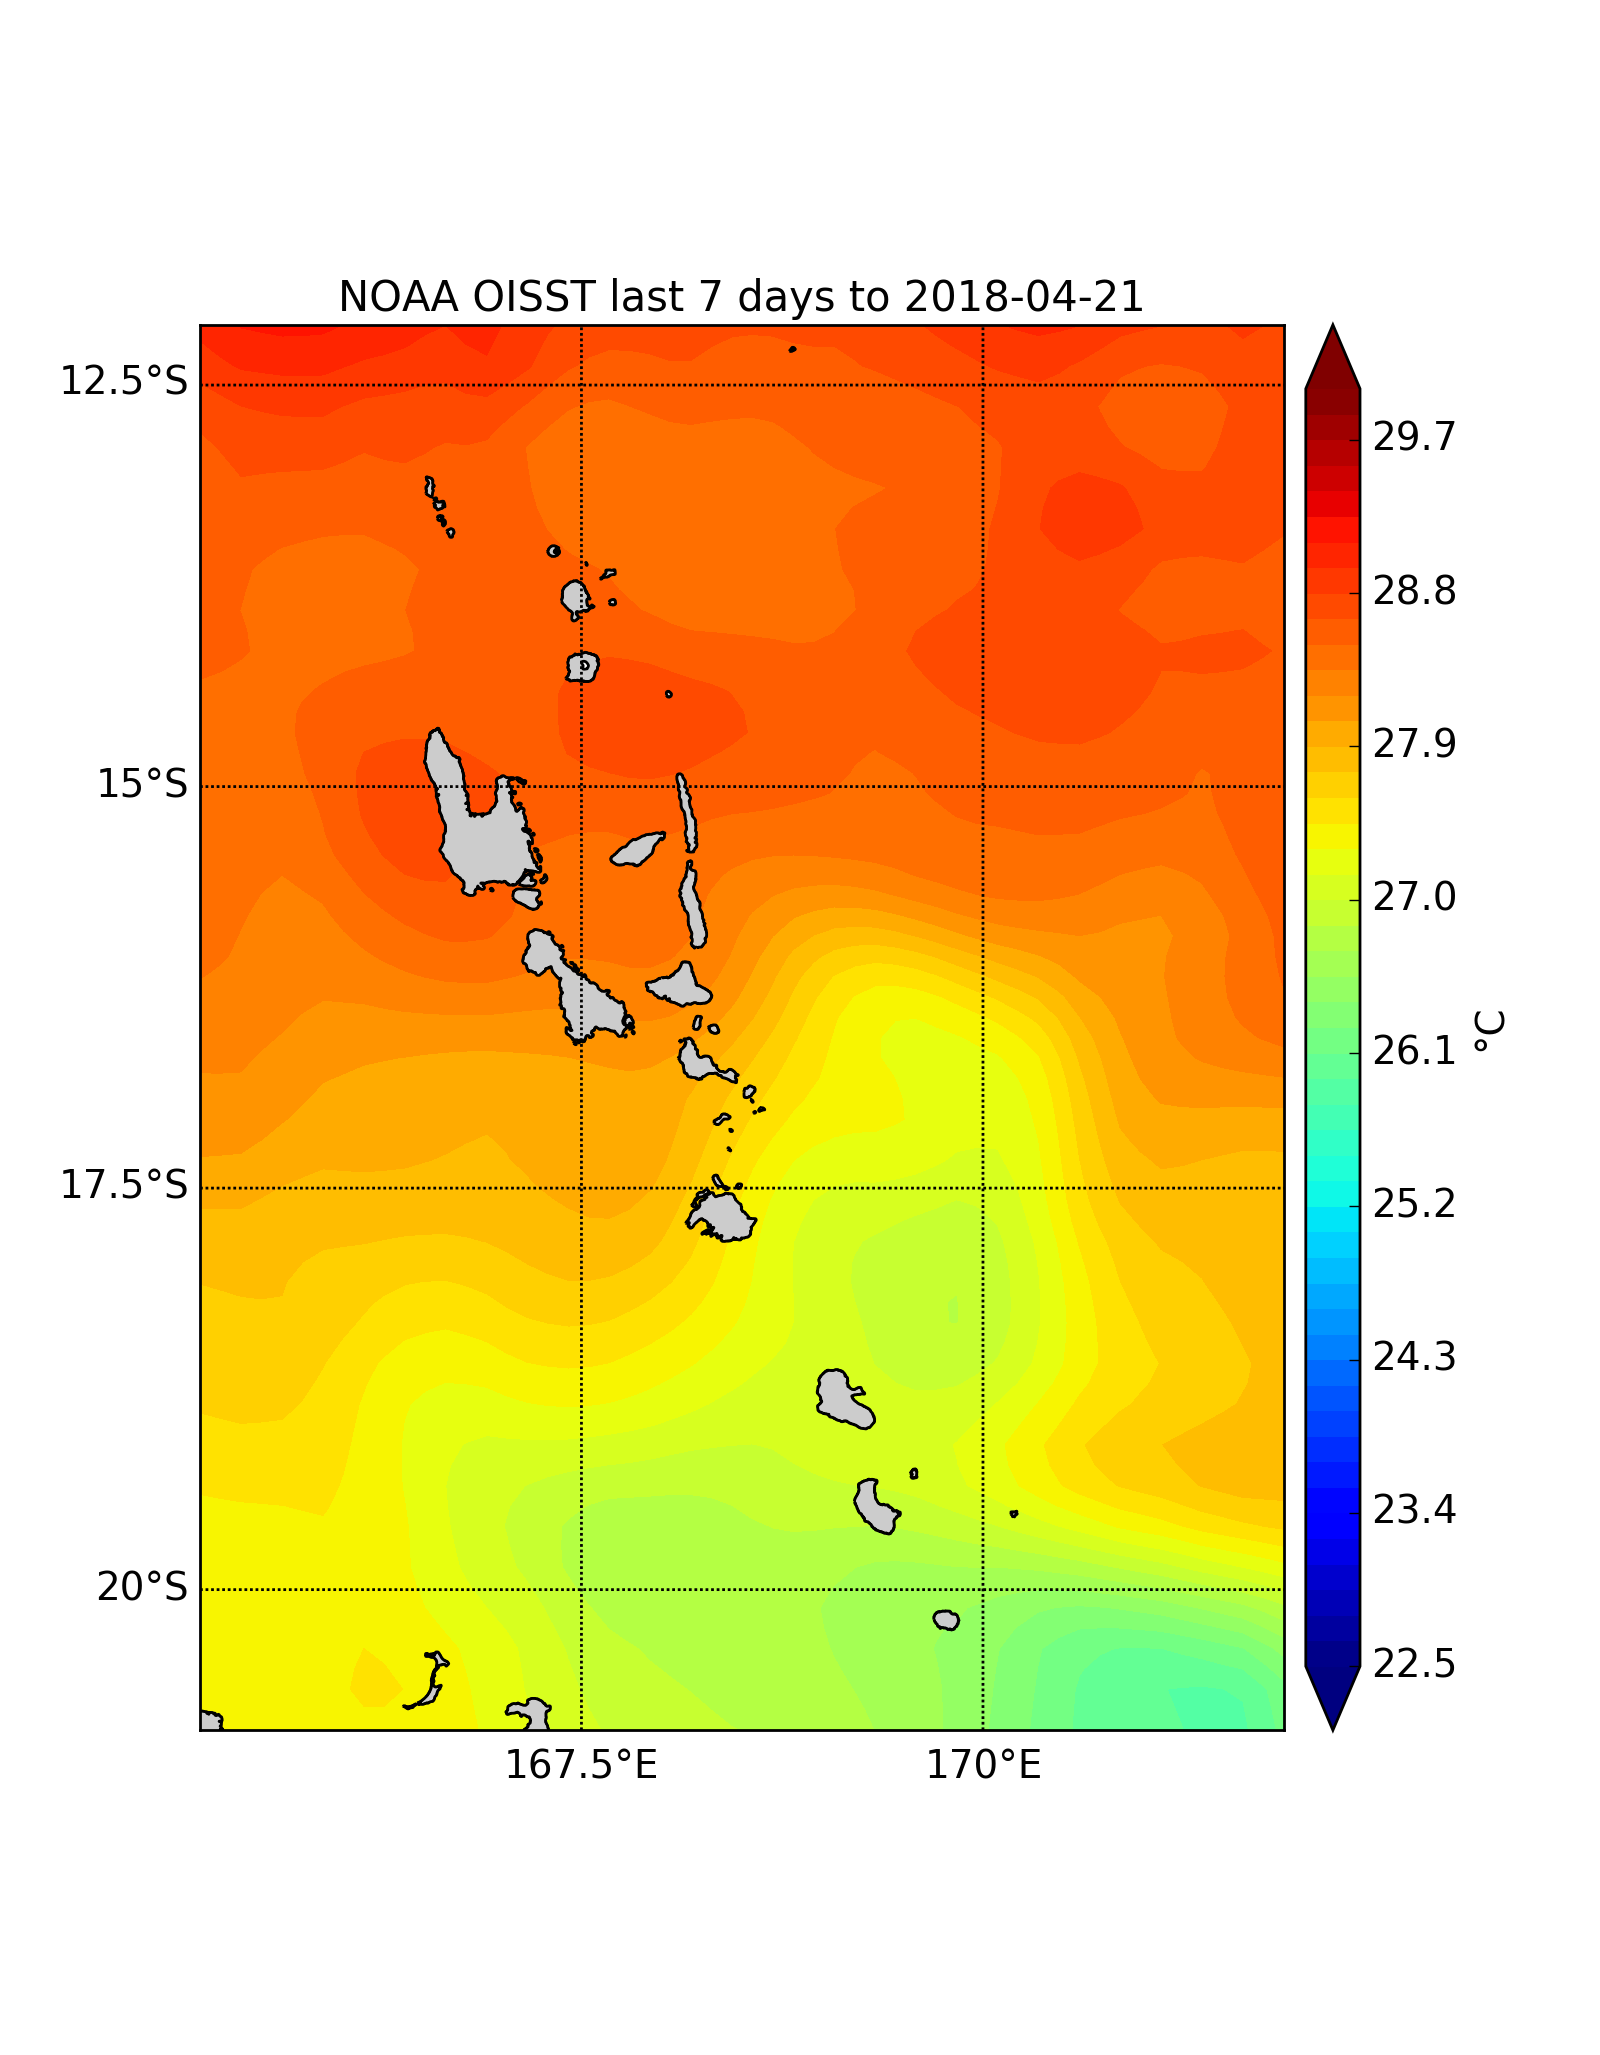 NOAA OISST last 7 days to 2018-04-21
12.5°S
15°S
17.5°S
20°S
167.5°E
170°E
29.7
28.8
27.9
27.0
26.1
25.2
24.3
23.4
22.5
°C